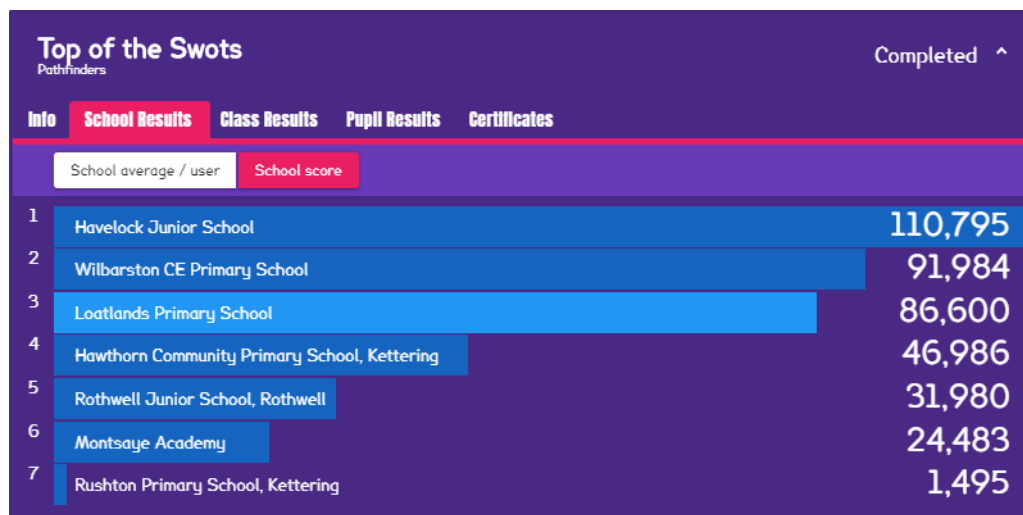 Top of the Swots
Pathfinders
Completed
Info School Results Class Results Pupil Results Certificates
School average / user School score
1 Havelock Junior School 110,795
2 Wilbarston CE Primary School 91,984
3 Loatlands Primary School 86,600
4 Hawthorn Community Primary School, Kettering 46,986
5 Rothwell Junior School, Rothwell 31,980
6 Montsaye Academy 24,483
7 Rushton Primary School, Kettering 1,495